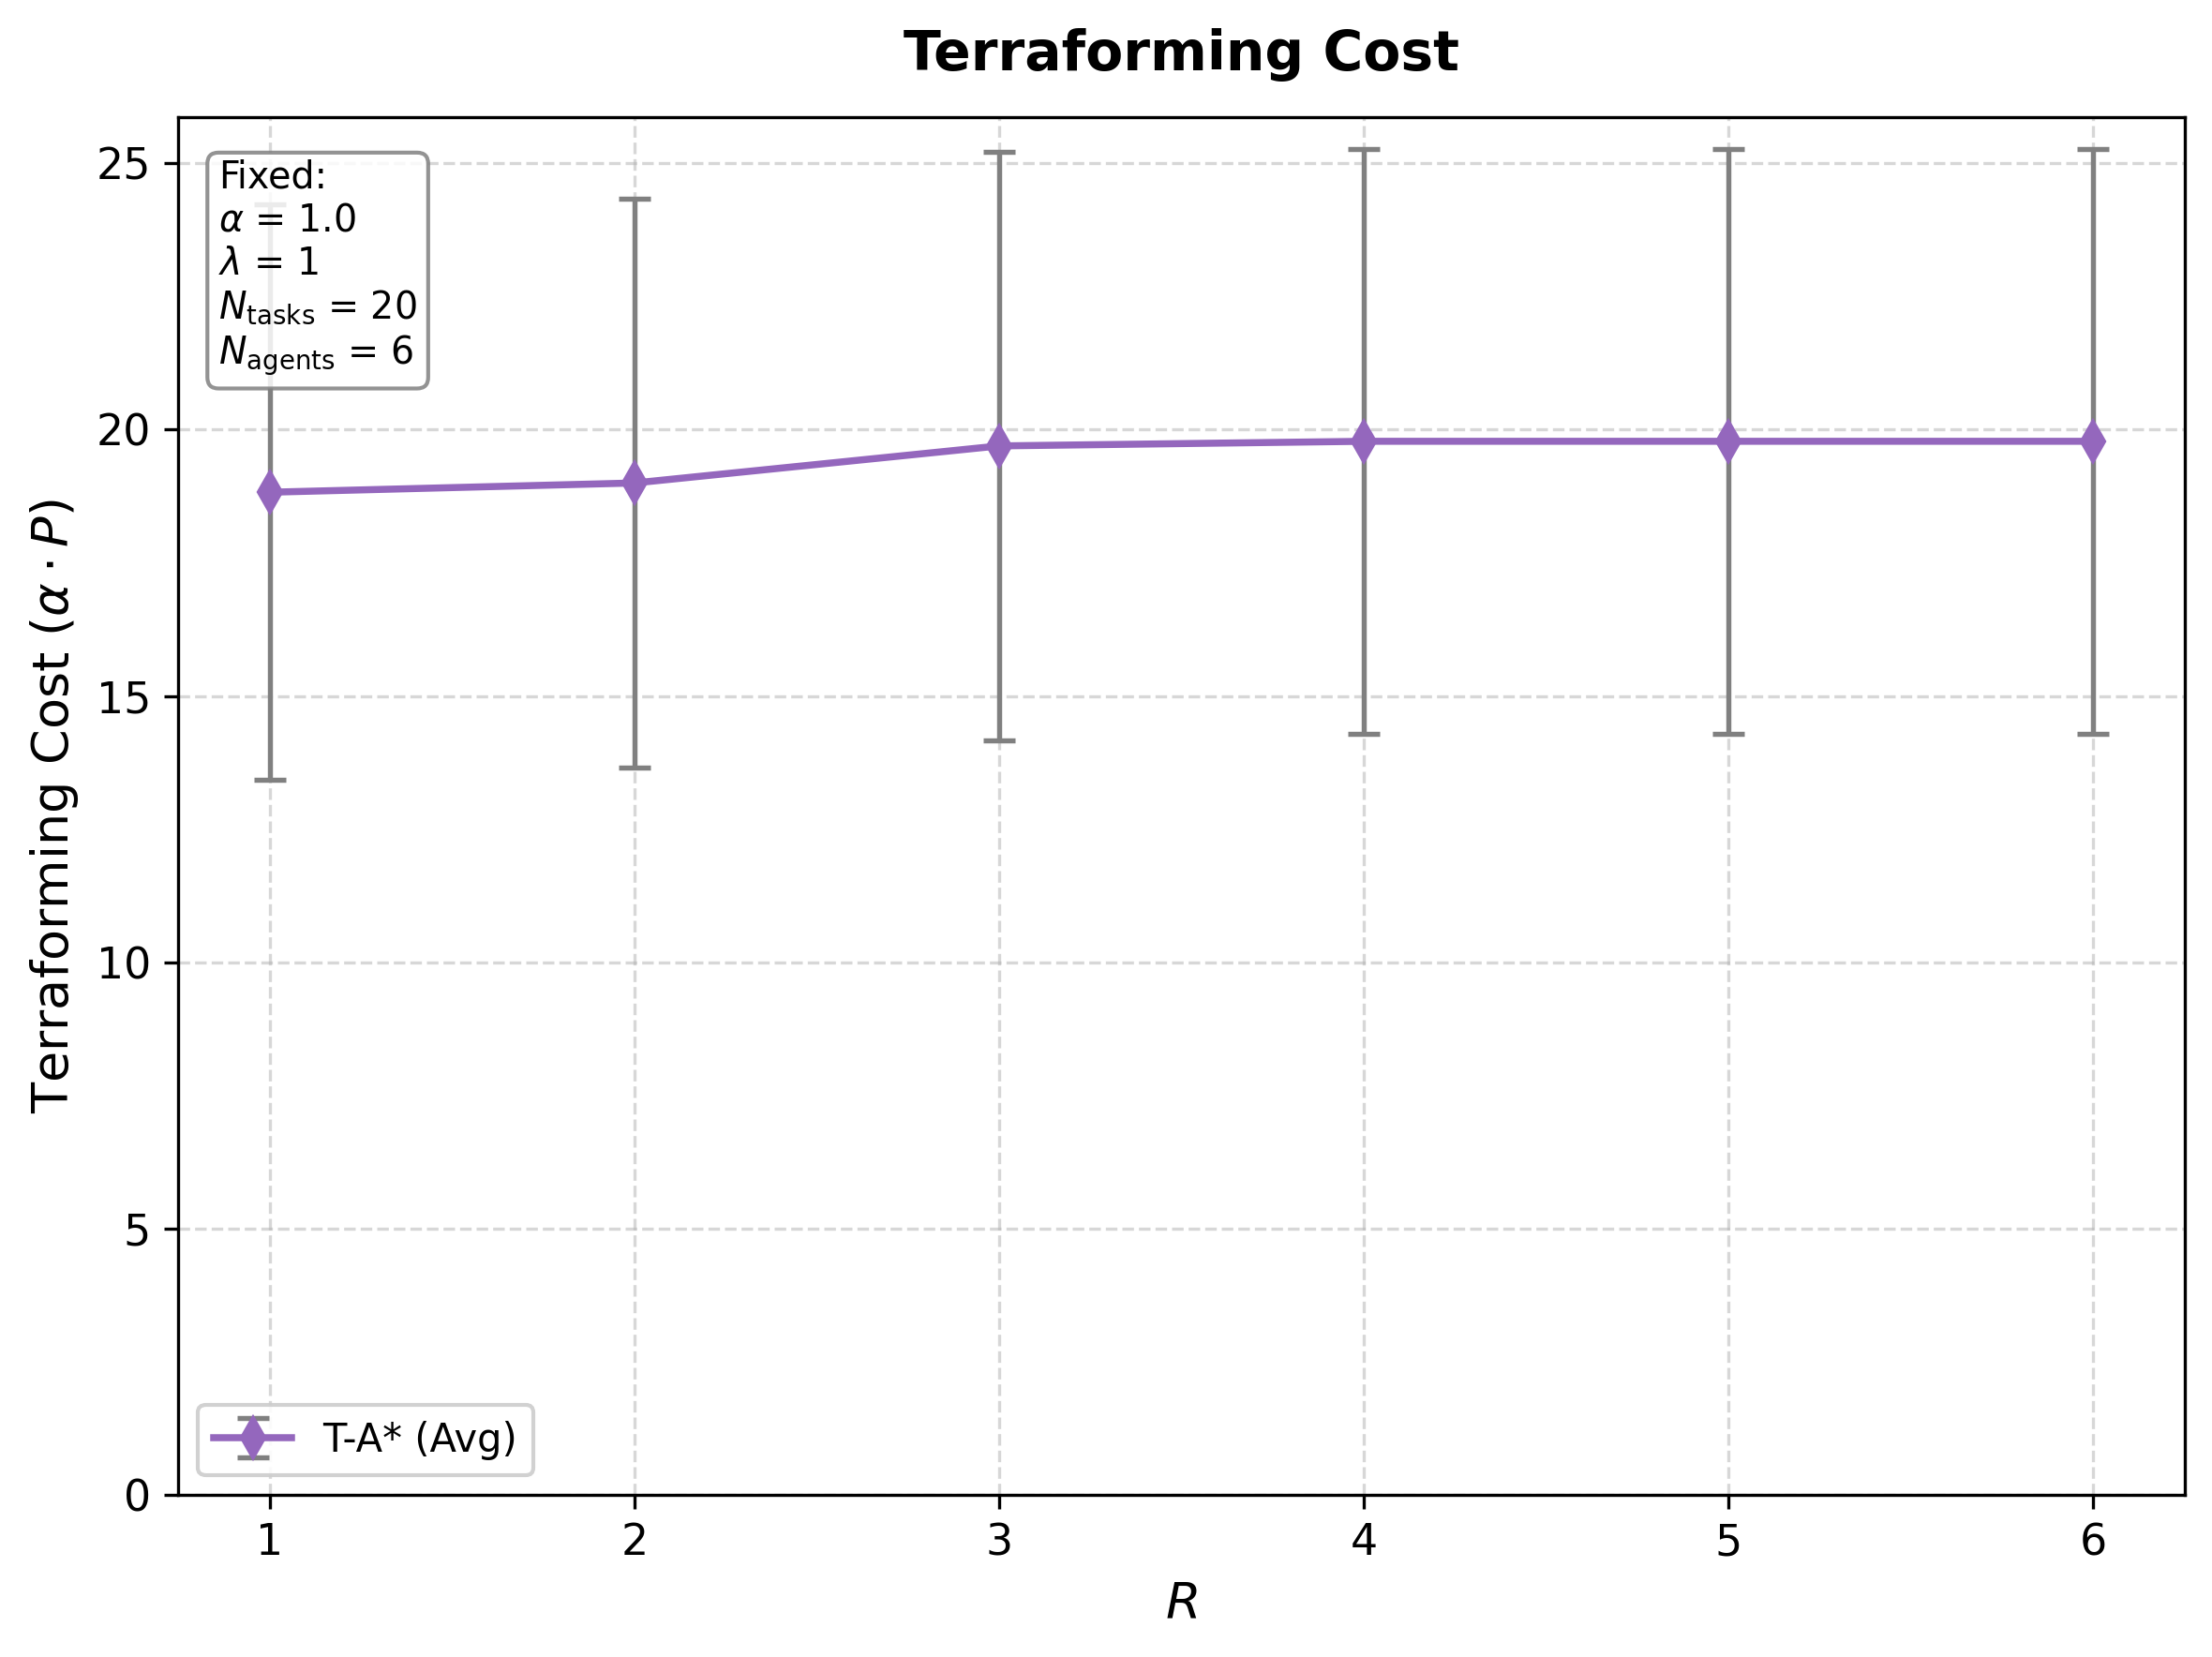 Terraforming Cost
Terraforming Cost (α · P)
25
20
15
10
5
0
Fixed:
α = 1.0
λ = 1
N_tasks = 20
N_agents = 6
T-A* (Avg)
1 2 3 4 5 6
R